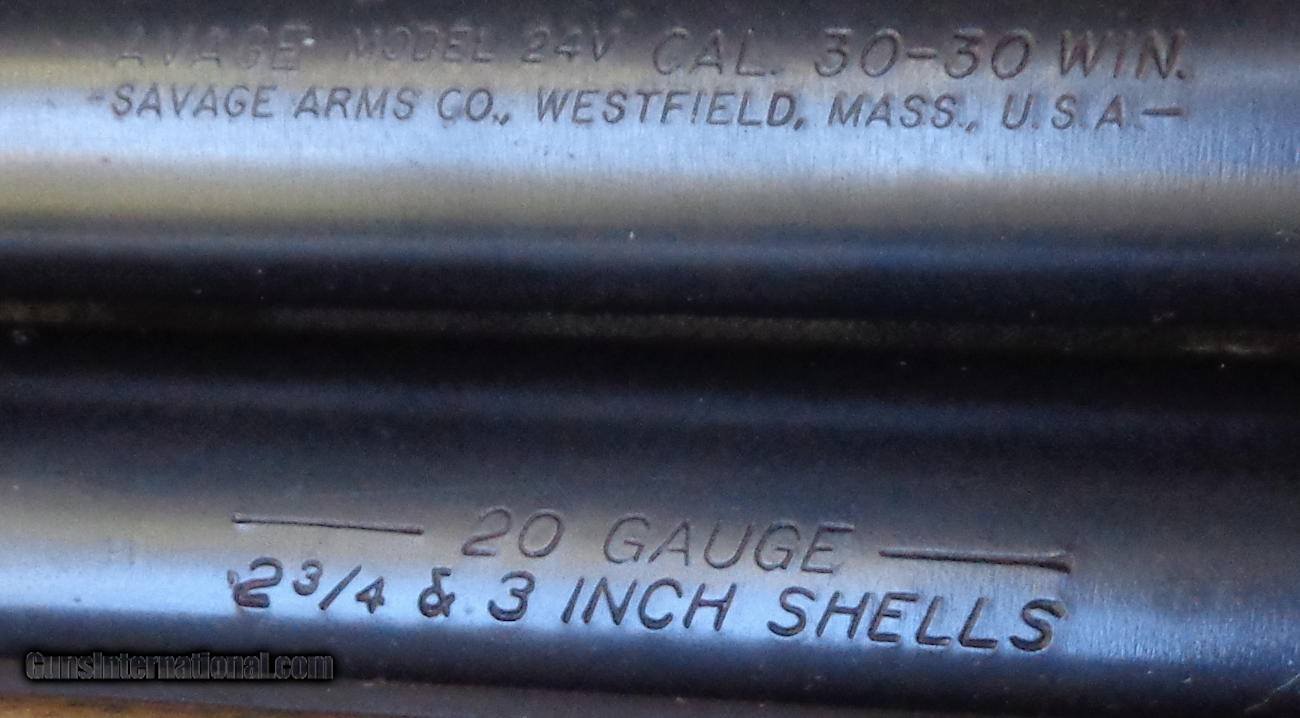 SAVAGE MODEL 24V CAL. 30-30 WIN.
-SAVAGE ARMS CO., WESTFIELD, MASS., U.S.A.—
— 20 GAUGE —
2 3/4 & 3 INCH SHELLS
GunsInternational.com